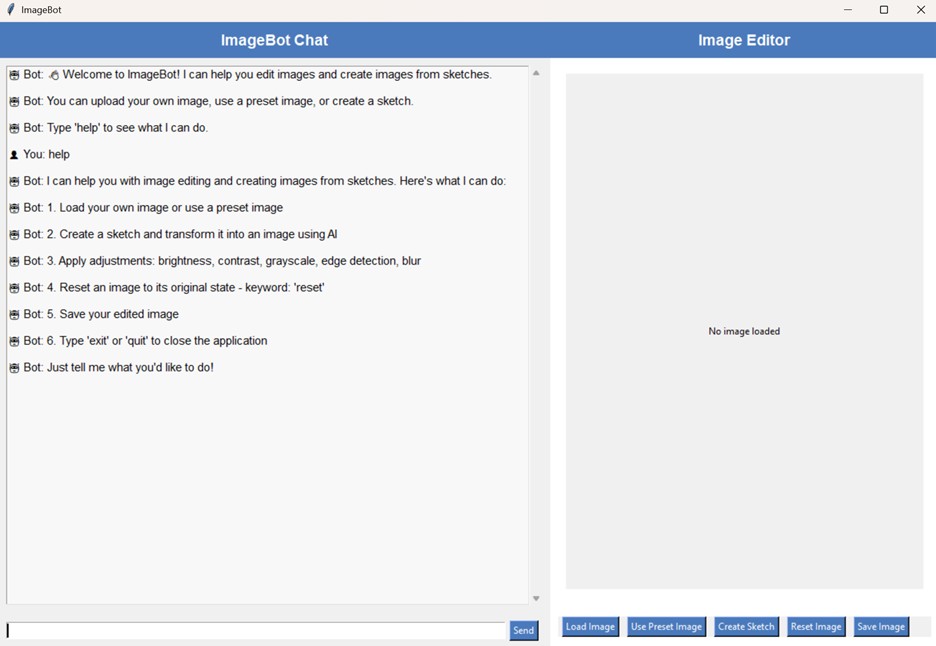 ImageBot
ImageBot Chat
Bot: 👋 Welcome to ImageBot! I can help you edit images and create images from sketches.
Bot: You can upload your own image, use a preset image, or create a sketch.
Bot: Type 'help' to see what I can do.
You: help
Bot: I can help you with image editing and creating images from sketches. Here's what I can do:
Bot: 1. Load your own image or use a preset image
Bot: 2. Create a sketch and transform it into an image using AI
Bot: 3. Apply adjustments: brightness, contrast, grayscale, edge detection, blur
Bot: 4. Reset an image to its original state - keyword: 'reset'
Bot: 5. Save your edited image
Bot: 6. Type 'exit' or 'quit' to close the application
Bot: Just tell me what you'd like to do!
Send
Image Editor
No image loaded
Load Image Use Preset Image Create Sketch Reset Image Save Image